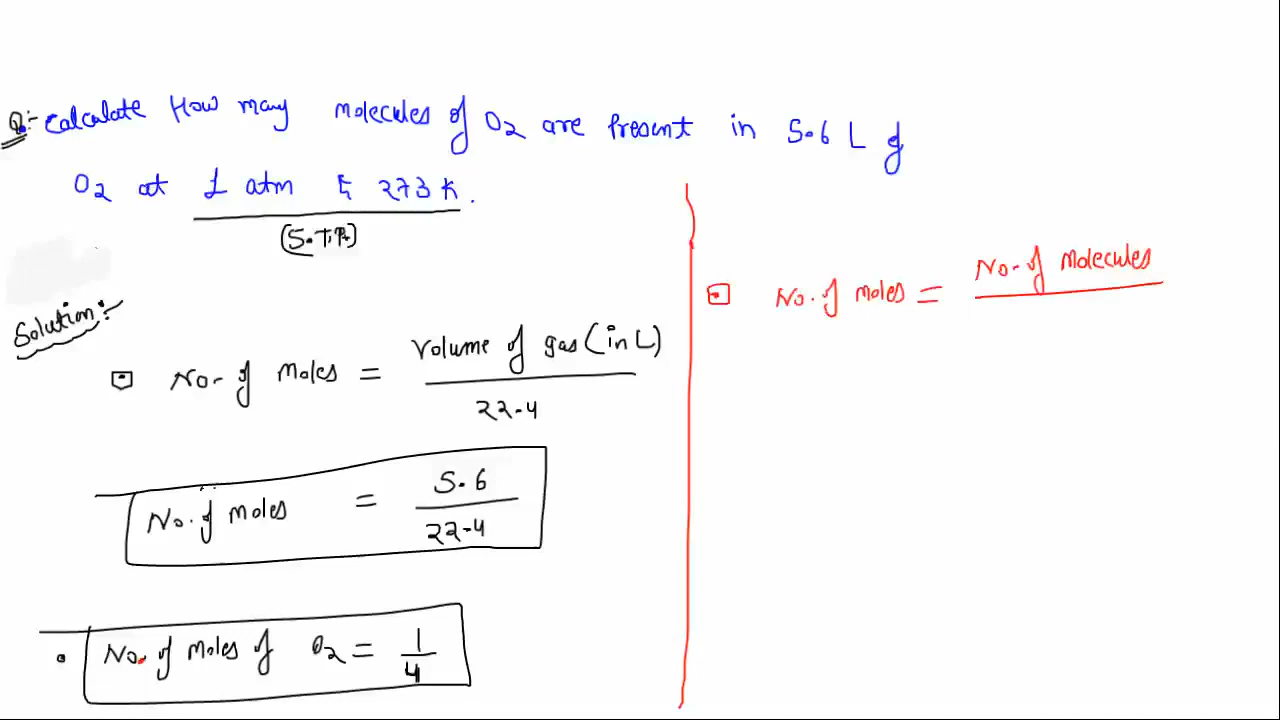 Q:- Calculate How many molecules of O2 are Present in 5.6 L of
O2 at 1 atm & 273 K.
(S.T.P.)
Solution:-
No. of moles = Volume of gas (in L)
22.4
No. of moles = 5.6
22.4
No. of moles of O2 = 1
4
No. of moles = No. of molecules